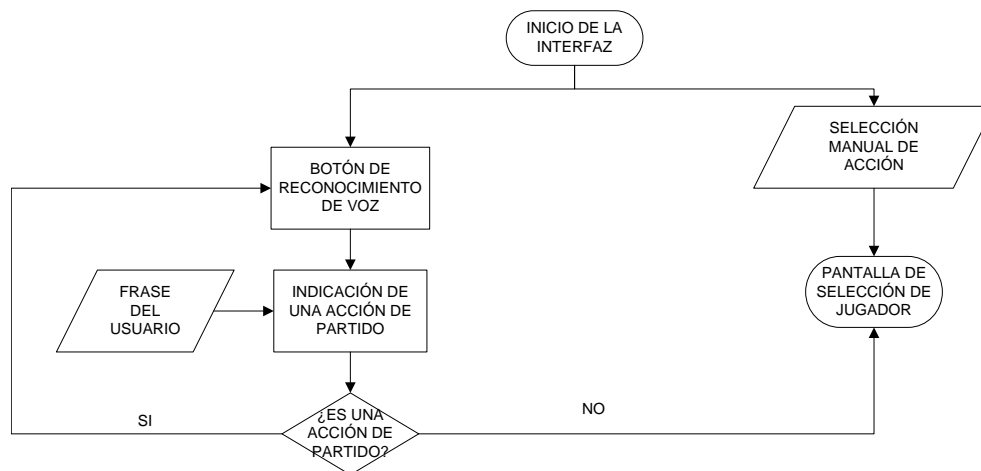 INICIO DE LA
INTERFAZ
SELECCIÓN
MANUAL DE
ACCIÓN
BOTÓN DE
RECONOCIMIENTO
DE VOZ
FRASE
DEL
USUARIO
INDICACIÓN DE
UNA ACCIÓN DE
PARTIDO
PANTALLA DE
SELECCIÓN DE
JUGADOR
¿ES UNA
ACCIÓN DE
PARTIDO?
SI
NO